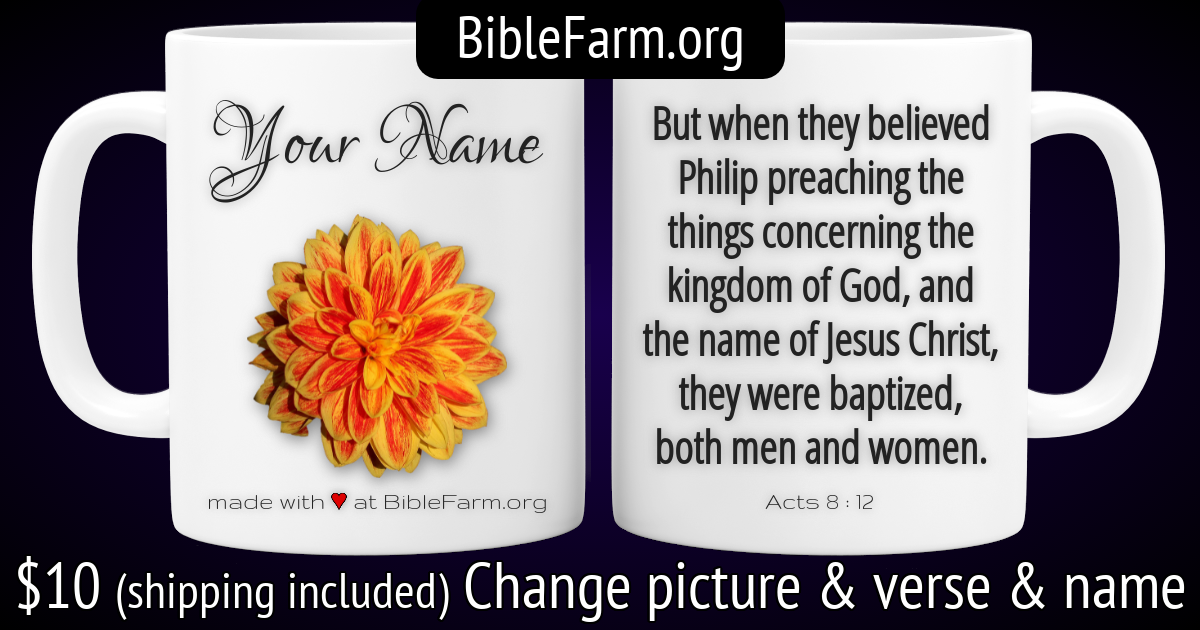 BibleFarm.org
Your Name
made with ♥ at BibleFarm.org
But when they believed
Philip preaching the
things concerning the
kingdom of God, and
the name of Jesus Christ,
they were baptized,
both men and women.
Acts 8 : 12
$10 (shipping included) Change picture & verse & name